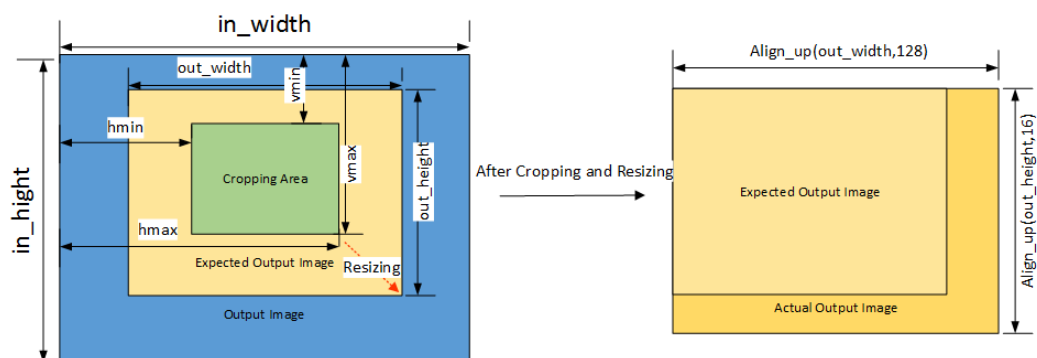 in_width
Align_up(out_width,128)
out_width
vmin
hmin
Cropping Area
vmax
out_height
in_hight
hmax
Expected Output Image
Resizing
Output Image
After Cropping and Resizing
Expected Output Image
Align_up(out_height,16)
Actual Output Image